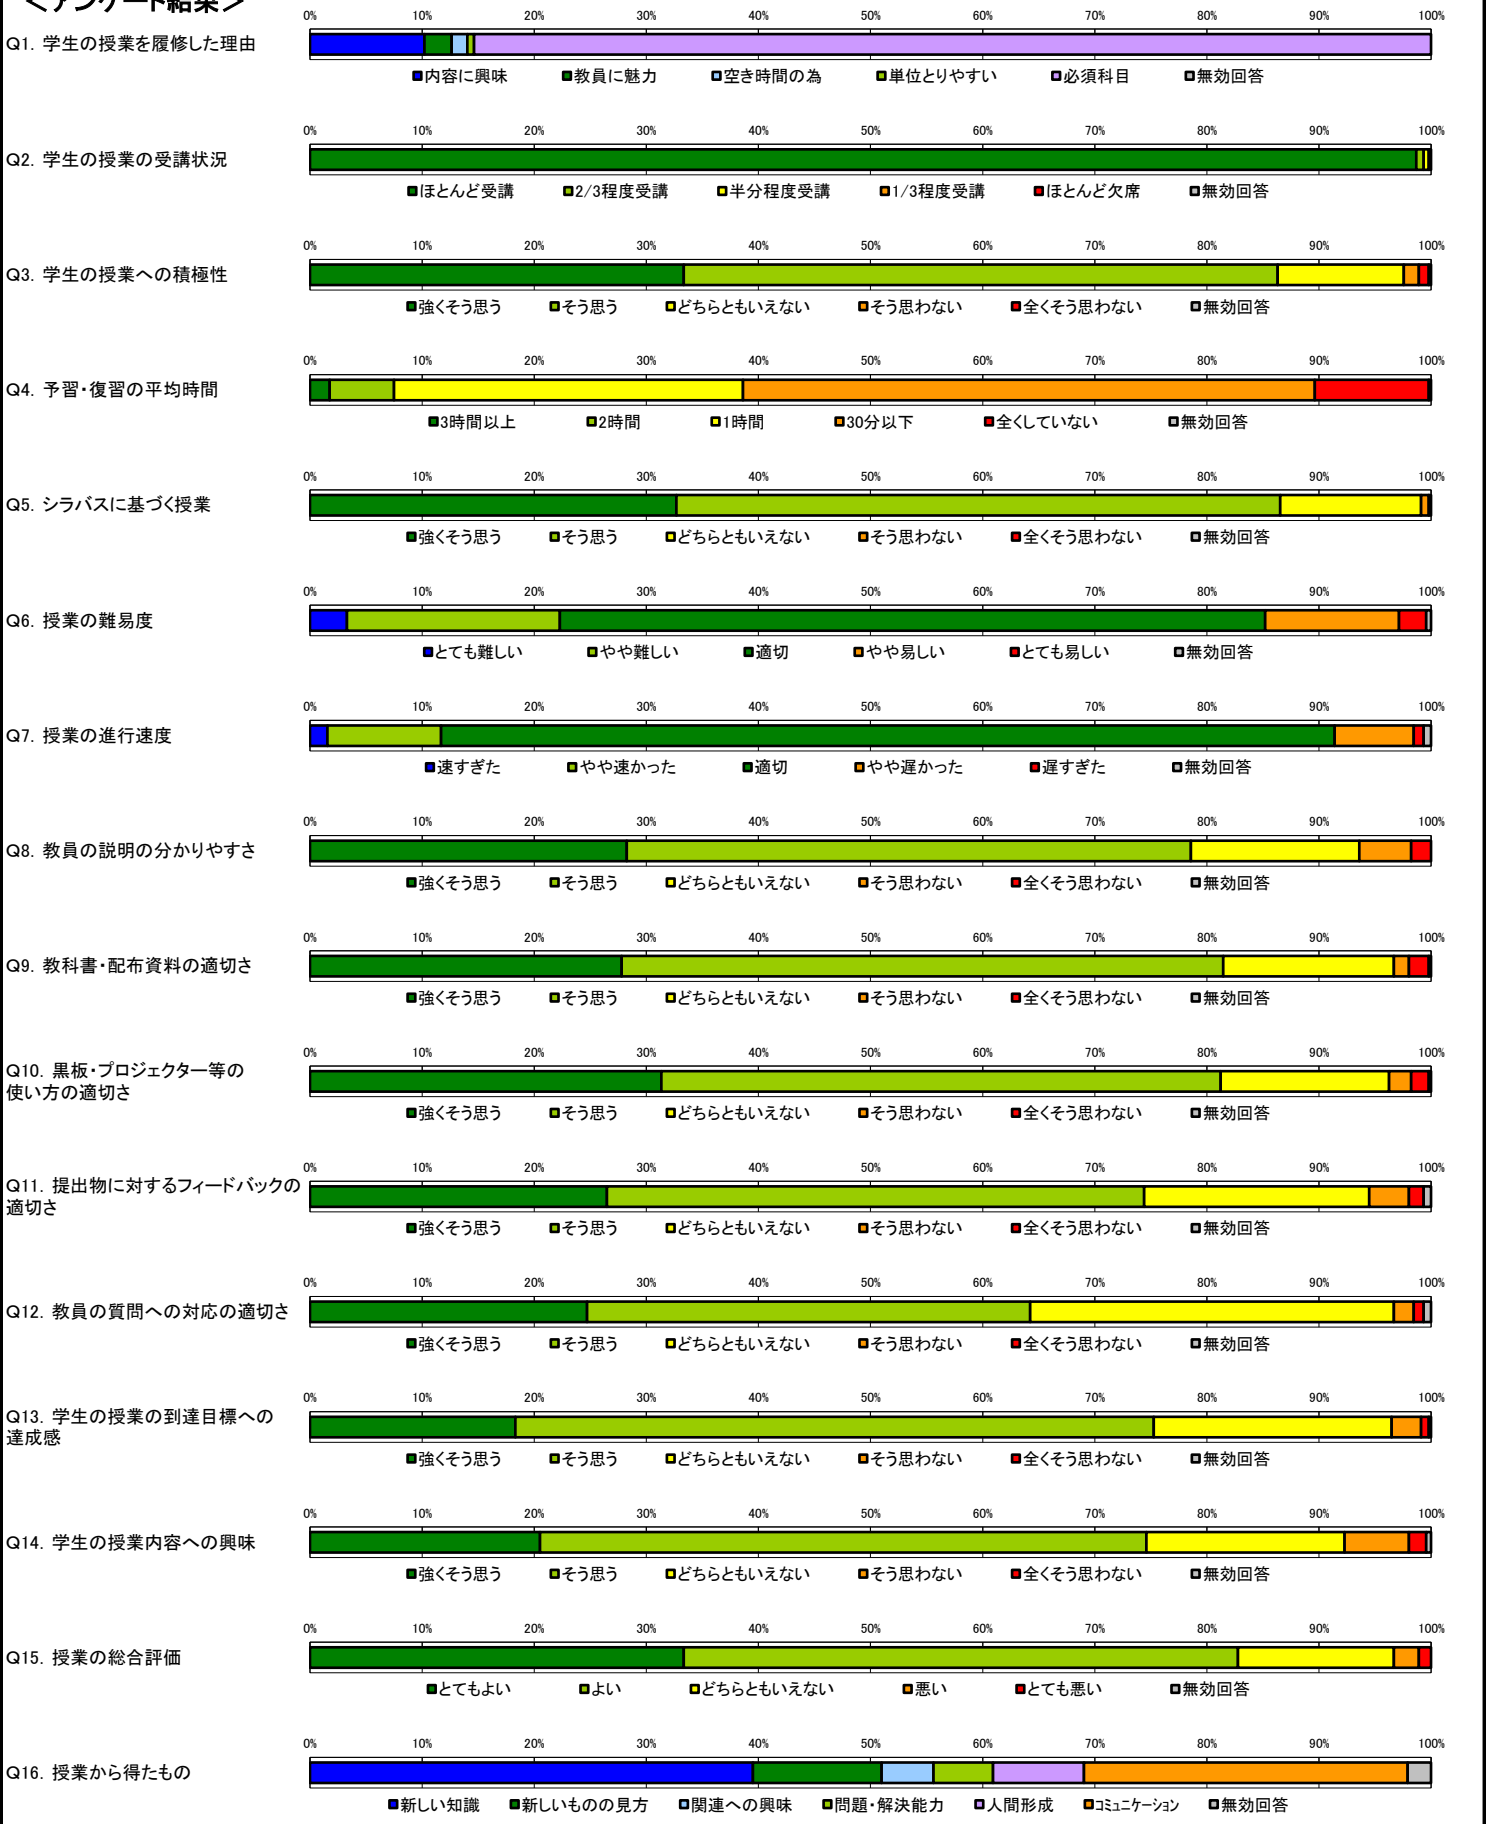 ＜アンケート結果＞
0% 10% 20% 30% 40% 50% 60% 70% 80% 90% 100%
Q1. 学生の授業を履修した理由
内容に興味 教員に魅力 空き時間の為 単位とりやすい 必須科目 無効回答
0% 10% 20% 30% 40% 50% 60% 70% 80% 90% 100%
Q2. 学生の授業の受講状況
ほとんど受講 2/3程度受講 半分程度受講 1/3程度受講 ほとんど欠席 無効回答
0% 10% 20% 30% 40% 50% 60% 70% 80% 90% 100%
Q3. 学生の授業への積極性
強くそう思う そう思う どちらともいえない そう思わない 全くそう思わない 無効回答
0% 10% 20% 30% 40% 50% 60% 70% 80% 90% 100%
Q4. 予習・復習の平均時間
3時間以上 2時間 1時間 30分以下 全くしていない 無効回答
0% 10% 20% 30% 40% 50% 60% 70% 80% 90% 100%
Q5. シラバスに基づく授業
強くそう思う そう思う どちらともいえない そう思わない 全くそう思わない 無効回答
0% 10% 20% 30% 40% 50% 60% 70% 80% 90% 100%
Q6. 授業の難易度
とても難しい やや難しい 適切 やや易しい とても易しい 無効回答
0% 10% 20% 30% 40% 50% 60% 70% 80% 90% 100%
Q7. 授業の進行速度
速すぎた やや速かった 適切 やや遅かった 遅すぎた 無効回答
0% 10% 20% 30% 40% 50% 60% 70% 80% 90% 100%
Q8. 教員の説明の分かりやすさ
強くそう思う そう思う どちらともいえない そう思わない 全くそう思わない 無効回答
0% 10% 20% 30% 40% 50% 60% 70% 80% 90% 100%
Q9. 教科書・配布資料の適切さ
強くそう思う そう思う どちらともいえない そう思わない 全くそう思わない 無効回答
0% 10% 20% 30% 40% 50% 60% 70% 80% 90% 100%
Q10. 黒板・プロジェクター等の
使い方の適切さ
強くそう思う そう思う どちらともいえない そう思わない 全くそう思わない 無効回答
0% 10% 20% 30% 40% 50% 60% 70% 80% 90% 100%
Q11. 提出物に対するフィードバックの
適切さ
強くそう思う そう思う どちらともいえない そう思わない 全くそう思わない 無効回答
0% 10% 20% 30% 40% 50% 60% 70% 80% 90% 100%
Q12. 教員の質問への対応の適切さ
強くそう思う そう思う どちらともいえない そう思わない 全くそう思わない 無効回答
0% 10% 20% 30% 40% 50% 60% 70% 80% 90% 100%
Q13. 学生の授業の到達目標への
達成感
強くそう思う そう思う どちらともいえない そう思わない 全くそう思わない 無効回答
0% 10% 20% 30% 40% 50% 60% 70% 80% 90% 100%
Q14. 学生の授業内容への興味
強くそう思う そう思う どちらともいえない そう思わない 全くそう思わない 無効回答
0% 10% 20% 30% 40% 50% 60% 70% 80% 90% 100%
Q15. 授業の総合評価
とてもよい よい どちらともいえない 悪い とても悪い 無効回答
0% 10% 20% 30% 40% 50% 60% 70% 80% 90% 100%
Q16. 授業から得たもの
新しい知識 新しいものの見方 関連への興味 問題・解決能力 人間形成 コミュニケーション 無効回答